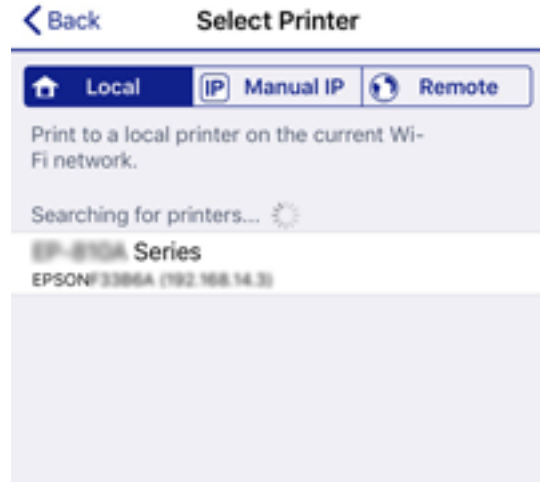 Back Select Printer
Local IP Manual IP Remote
Print to a local printer on the current Wi-
Fi network.
Searching for printers...
Series
EPSON